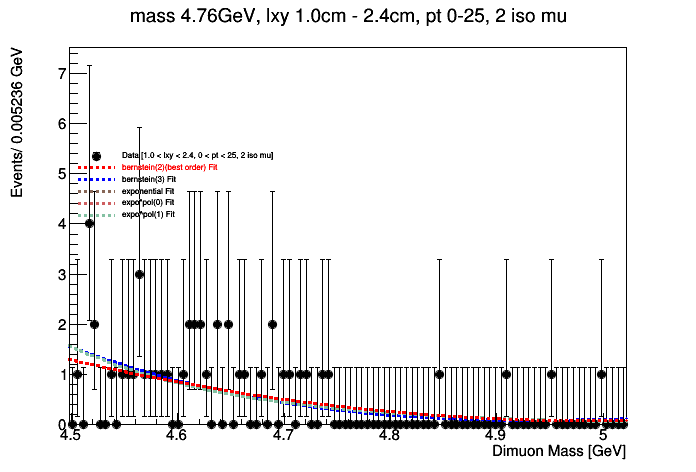 mass 4.76GeV, lxy 1.0cm - 2.4cm, pt 0-25, 2 iso mu
Events/ 0.005236 GeV
7
6
5
4
3
2
1
0
Data [1.0 < lxy < 2.4, 0 < pt < 25, 2 iso mu]
bernstein(2)(best order) Fit
bernstein(3) Fit
exponential Fit
expo*pol(0) Fit
expo*pol(1) Fit
4.5 4.6 4.7 4.8 4.9 5
Dimuon Mass [GeV]